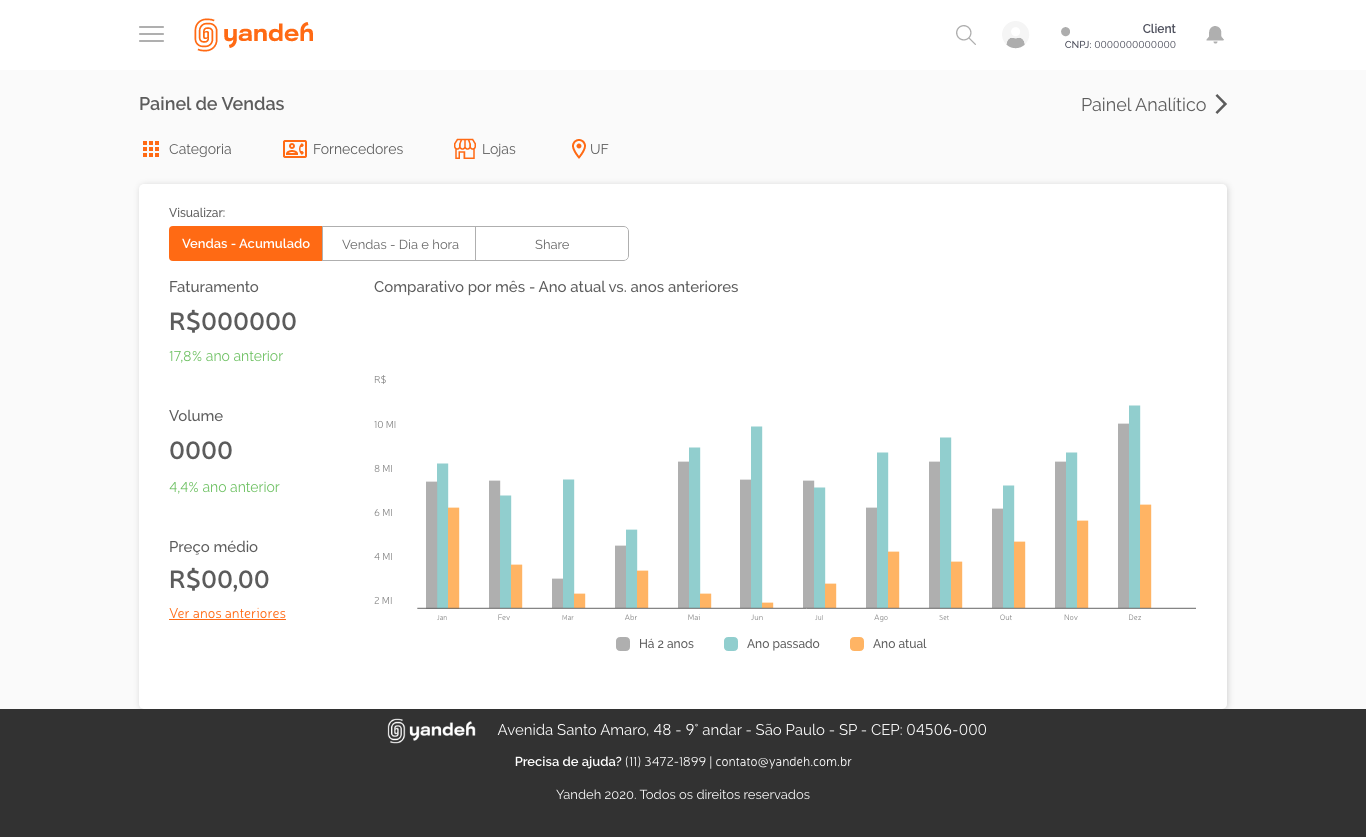 yandeh
Client
CNPJ: 0000000000000
Painel de Vendas
Painel Analítico
Categoria
Fornecedores
Lojas
UF
Visualizar:
Vendas - Acumulado
Vendas - Dia e hora
Share
Faturamento
R$000000
17,8% ano anterior
Volume
0000
4,4% ano anterior
Preço médio
R$00,00
Ver anos anteriores
Comparativo por mês - Ano atual vs. anos anteriores
R$
10 MI
8 MI
6 MI
4 MI
2 MI
Jan Fev Mar Abr Mai Jun Jul Ago Set Out Nov Dez
Há 2 anos
Ano passado
Ano atual
yandeh
Avenida Santo Amaro, 48 - 9° andar - São Paulo - SP - CEP: 04506-000
Precisa de ajuda? (11) 3472-1899 | contato@yandeh.com.br
Yandeh 2020. Todos os direitos reservados